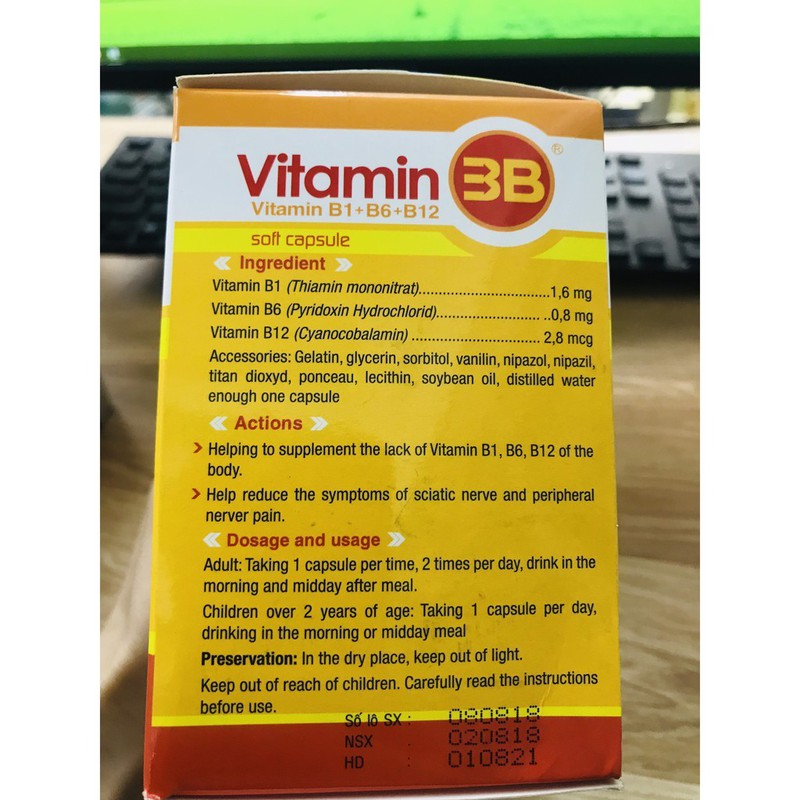 Vitamin 3B®
Vitamin B1+B6+B12
soft capsule
Ingredient
Vitamin B1 (Thiamin mononitrat)................................1,6 mg
Vitamin B6 (Pyridoxin Hydrochlorid)......................... ..0,8 mg
Vitamin B12 (Cyanocobalamin) ............................... 2,8 mcg
Accessories: Gelatin, glycerin, sorbitol, vanilin, nipazol, nipazil,
titan dioxyd, ponceau, lecithin, soybean oil, distilled water
enough one capsule
Actions
Helping to supplement the lack of Vitamin B1, B6, B12 of the
body.
Help reduce the symptoms of sciatic nerve and peripheral
nerver pain.
Dosage and usage
Adult: Taking 1 capsule per time, 2 times per day, drink in the
morning and midday after meal.
Children over 2 years of age: Taking 1 capsule per day,
drinking in the morning or midday meal
Preservation: In the dry place, keep out of light.
Keep out of reach of children. Carefully read the instructions
before use.
Số lô SX : 080818
NSX : 020818
HD : 010821